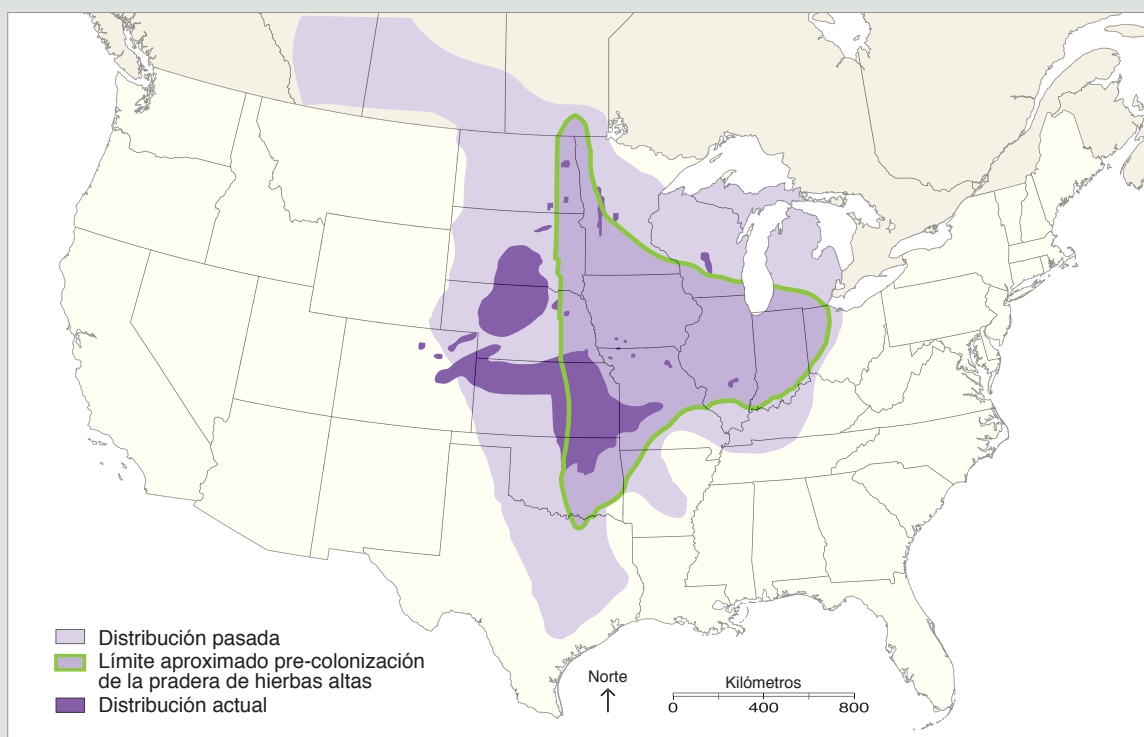 Distribución pasada
Límite aproximado pre-colonización
de la pradera de hierbas altas
Distribución actual
Norte
Kilómetros
0 400 800